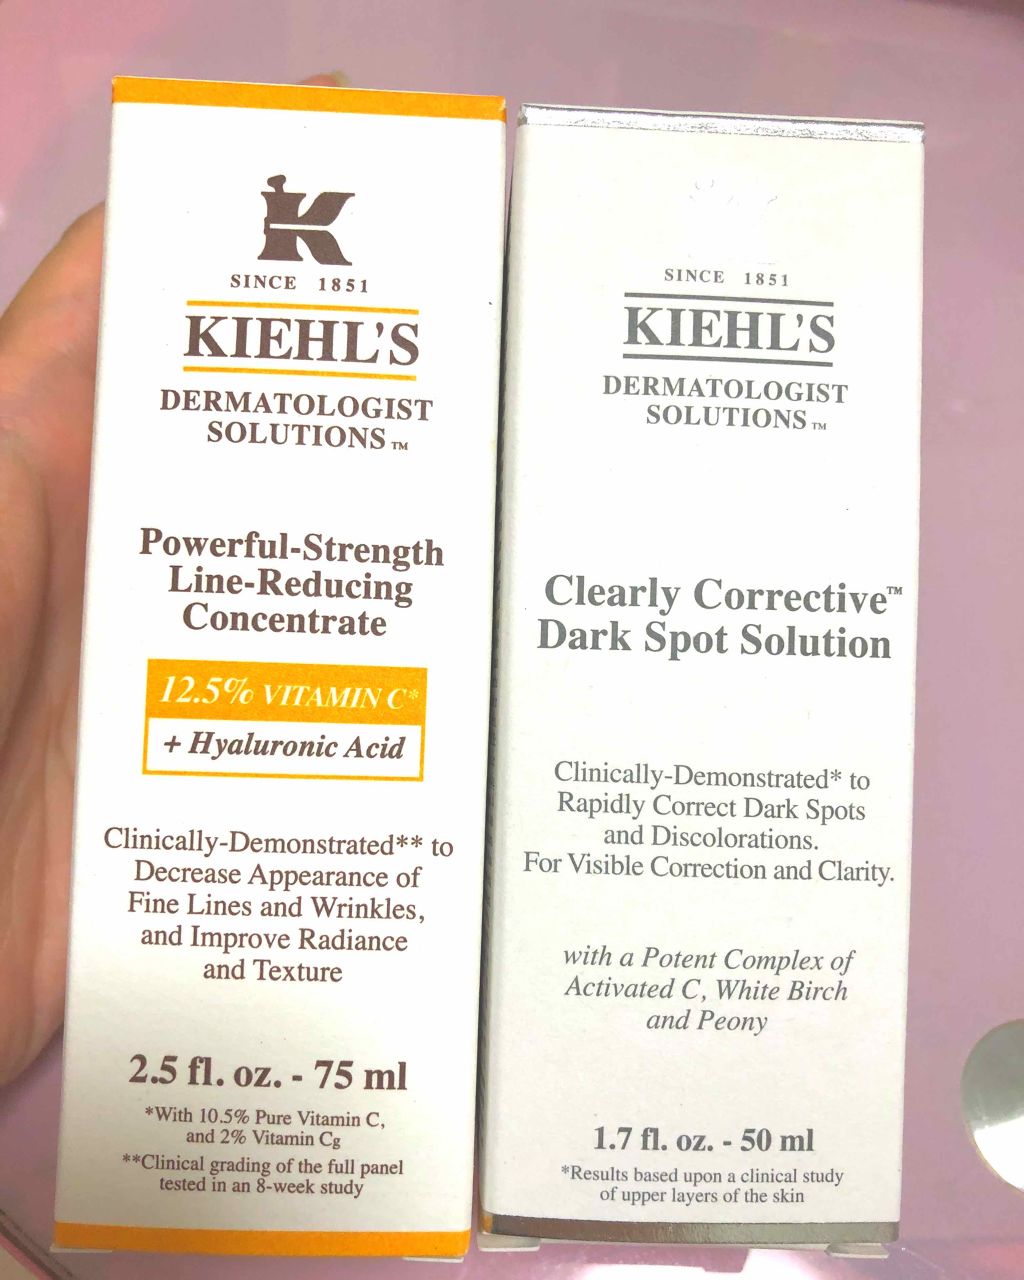 K
SINCE 1851
KIEHL'S
DERMATOLOGIST
SOLUTIONS™
Powerful-Strength
Line-Reducing
Concentrate
12.5% VITAMIN C*
+ Hyaluronic Acid
Clinically-Demonstrated** to
Decrease Appearance of
Fine Lines and Wrinkles,
and Improve Radiance
and Texture
2.5 fl. oz. - 75 ml
*With 10.5% Pure Vitamin C,
and 2% Vitamin Cg
**Clinical grading of the full panel
tested in an 8-week study
SINCE 1851
KIEHL'S
DERMATOLOGIST
SOLUTIONS™
Clearly Corrective™
Dark Spot Solution
Clinically-Demonstrated* to
Rapidly Correct Dark Spots
and Discolorations.
For Visible Correction and Clarity.
with a Potent Complex of
Activated C, White Birch
and Peony
1.7 fl. oz. - 50 ml
*Results based upon a clinical study
of upper layers of the skin